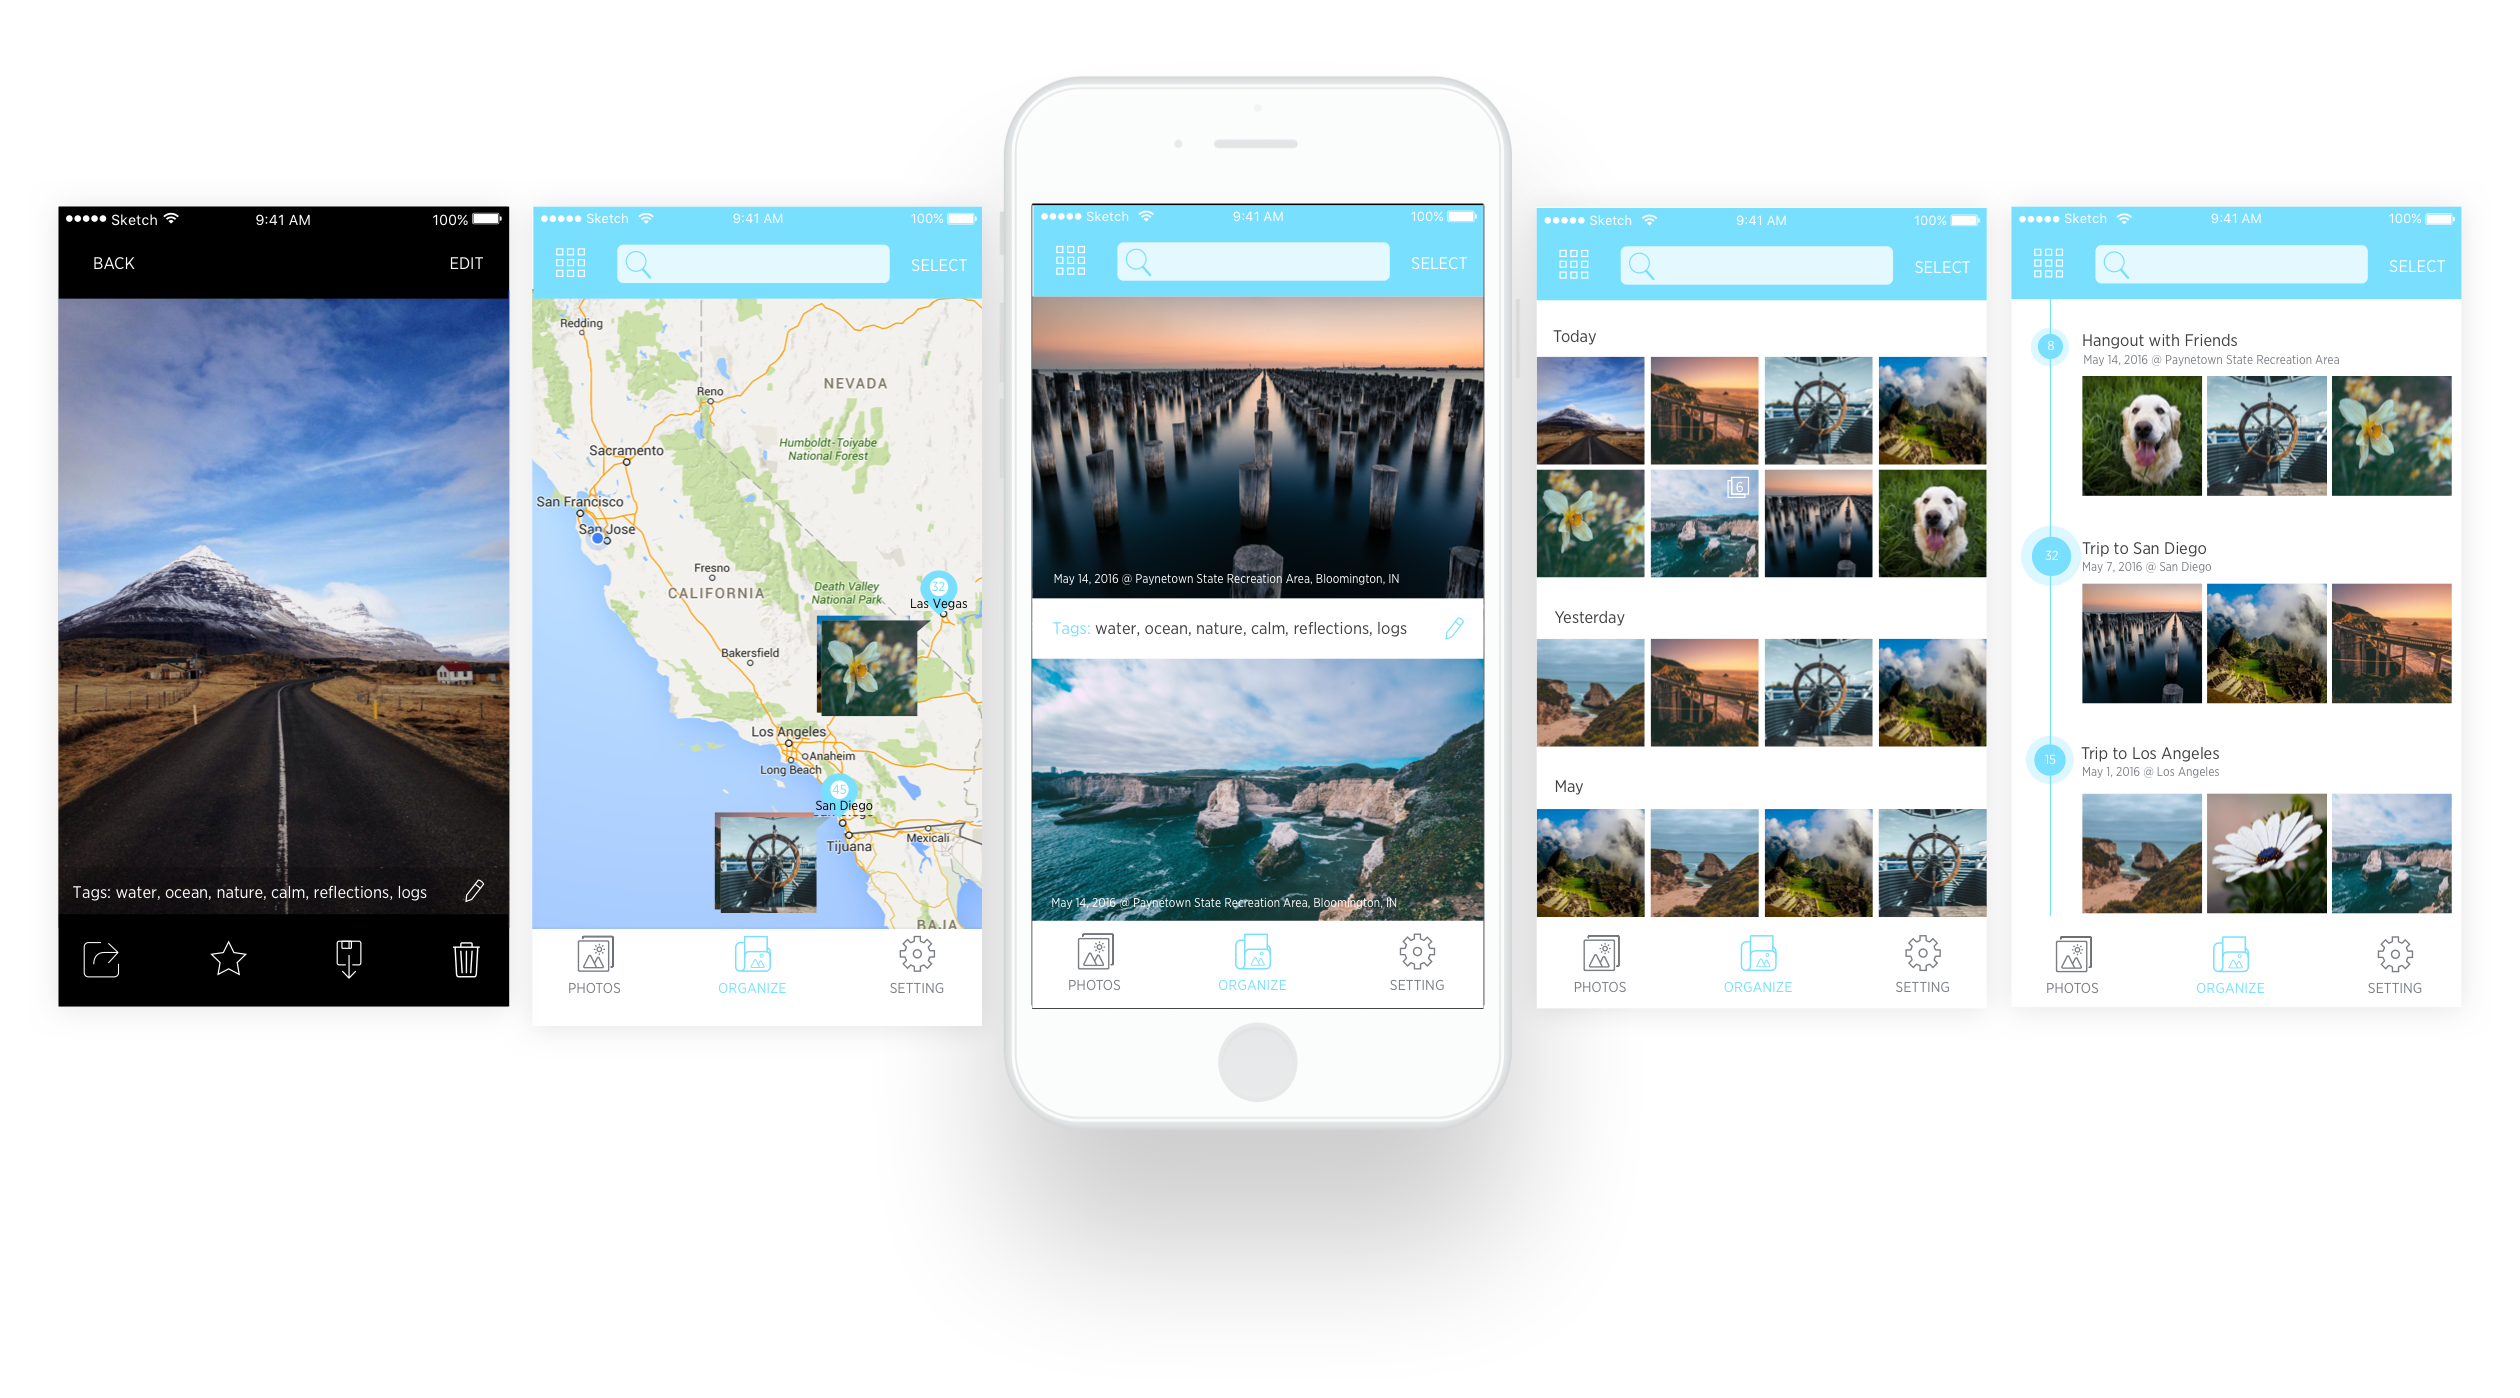 Sketch 9:41 AM 100%
BACK EDIT
Tags: water, ocean, nature, calm, reflections, logs
Sketch 9:41 AM 100%
SELECT
Redding
NEVADA
Reno
Humboldt-Toiyabe
National Forest
Sacramento
San Francisco
San Jose
Fresno
CALIFORNIA
Death Valley
National Park
32
Las Vegas
Bakersfield
Los Angeles
Anaheim
Long Beach
45
San Diego
Tijuana
Mexicali
BAJA
PHOTOS ORGANIZE SETTING
Sketch 9:41 AM 100%
SELECT
May 14, 2016 @ Paynetown State Recreation Area, Bloomington, IN
Tags: water, ocean, nature, calm, reflections, logs
May 14, 2016 @ Paynetown State Recreation Area, Bloomington, IN
PHOTOS ORGANIZE SETTING
Sketch 9:41 AM 100%
SELECT
Today
6
Yesterday
May
PHOTOS ORGANIZE SETTING
Sketch 9:41 AM 100%
SELECT
8
Hangout with Friends
May 14, 2016 @ Paynetown State Recreation Area
32
Trip to San Diego
May 7, 2016 @ San Diego
15
Trip to Los Angeles
May 1, 2016 @ Los Angeles
PHOTOS ORGANIZE SETTING